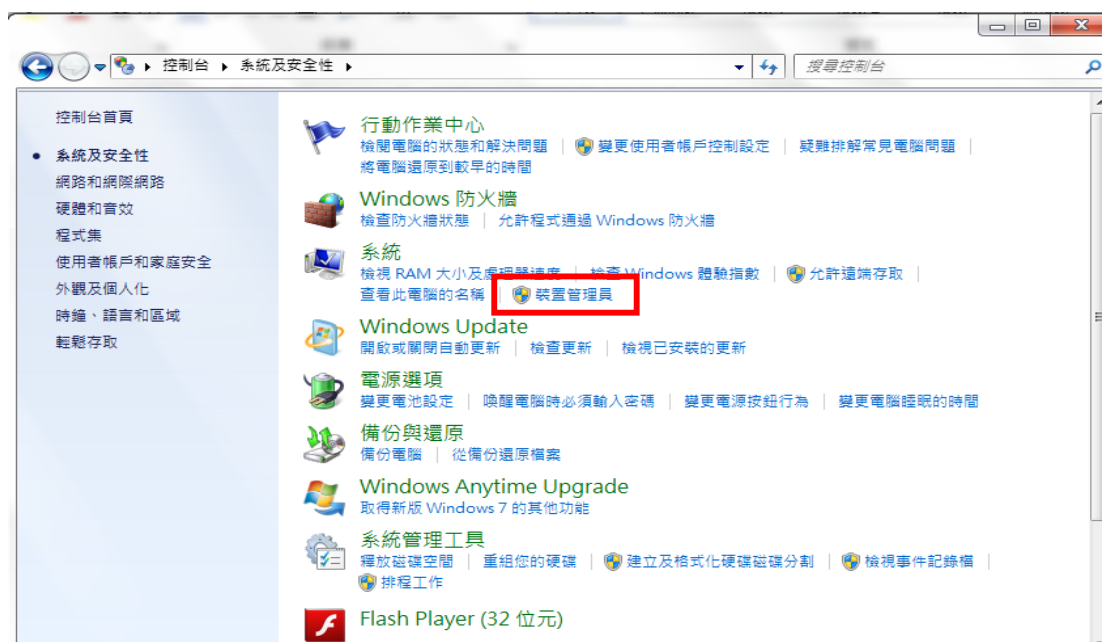 控制台 系統及安全性
搜尋控制台
控制台首頁
系統及安全性
網路和網際網路
硬體和音效
程式集
使用者帳戶和家庭安全
外觀及個人化
時鐘、語言和區域
輕鬆存取
行動作業中心
檢閱電腦的狀態和解決問題 變更使用者帳戶控制設定 疑難排解常見電腦問題
將電腦還原到較早的時間
Windows 防火牆
檢查防火牆狀態 允許程式通過 Windows 防火牆
系統
檢視 RAM 大小及處理器速度 檢查 Windows 體驗指數 允許遠端存取
查看此電腦的名稱 裝置管理員
Windows Update
開啟或關閉自動更新 檢查更新 檢視已安裝的更新
電源選項
變更電池設定 喚醒電腦時必須輸入密碼 變更電源按鈕行為 變更電腦睡眠的時間
備份與還原
備份電腦 從備份還原檔案
Windows Anytime Upgrade
取得新版 Windows 7 的其他功能
系統管理工具
釋放磁碟空間 重組您的硬碟 建立及格式化硬碟磁碟分割 檢視事件記錄檔
排程工作
Flash Player (32 位元)